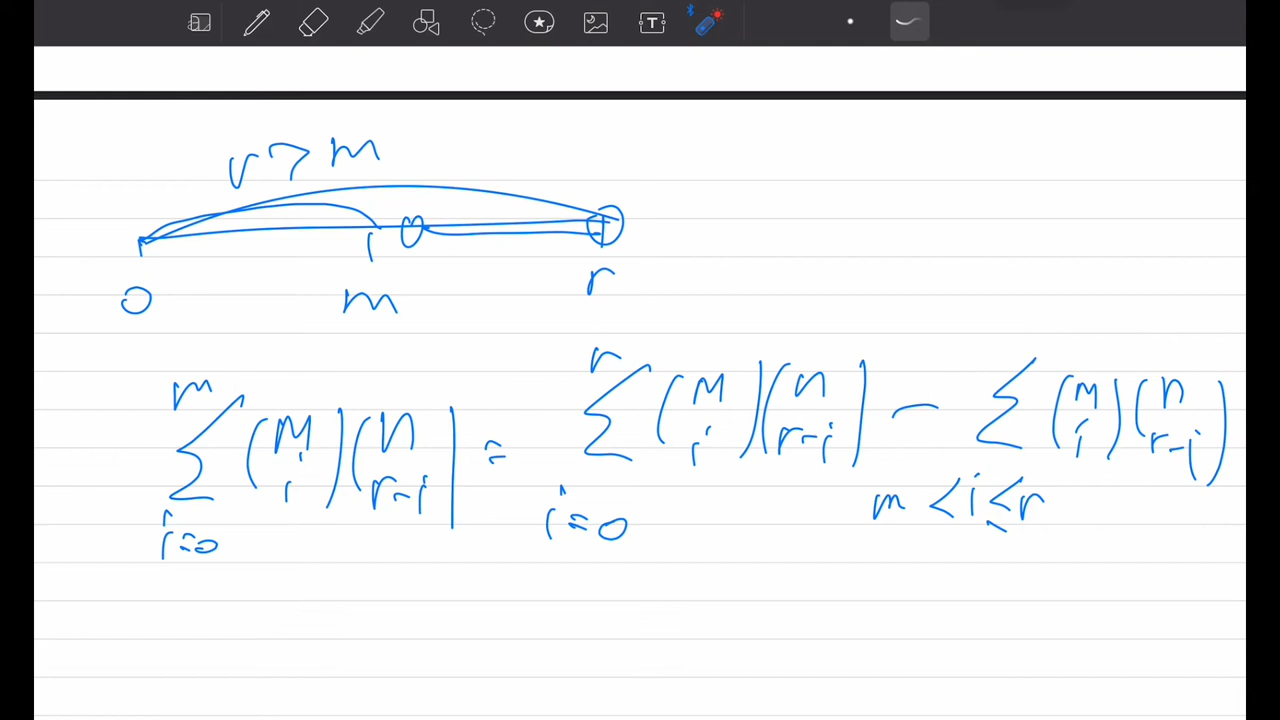 r > m
0 m r
m r
∑ (m i)(n r-i) = ∑ (m i)(n r-i) - ∑ (m i)(n r-i)
i=0 i=0 m < i ≤ r
T